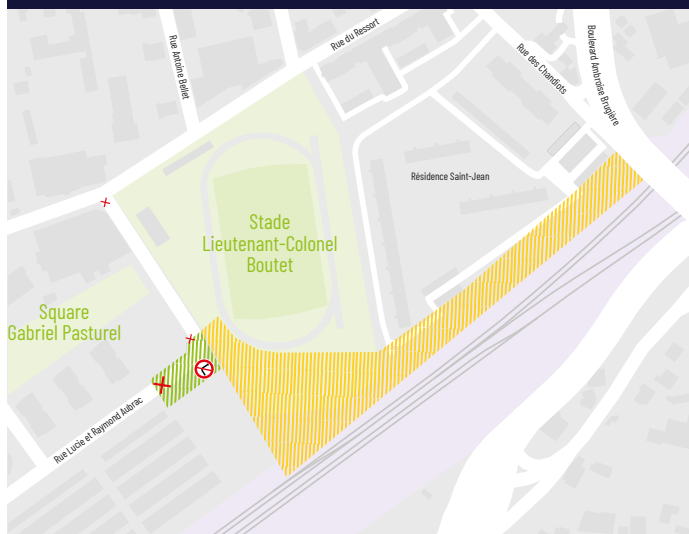 Rue du Ressort
Rue Antoine Bellet
Rue des Chandiots
Boulevard Ambroise Brugière
Résidence Saint-Jean
Stade
Lieutenant-Colonel
Boutet
Square
Gabriel Pasturel
Rue Lucie et Raymond Aubrac